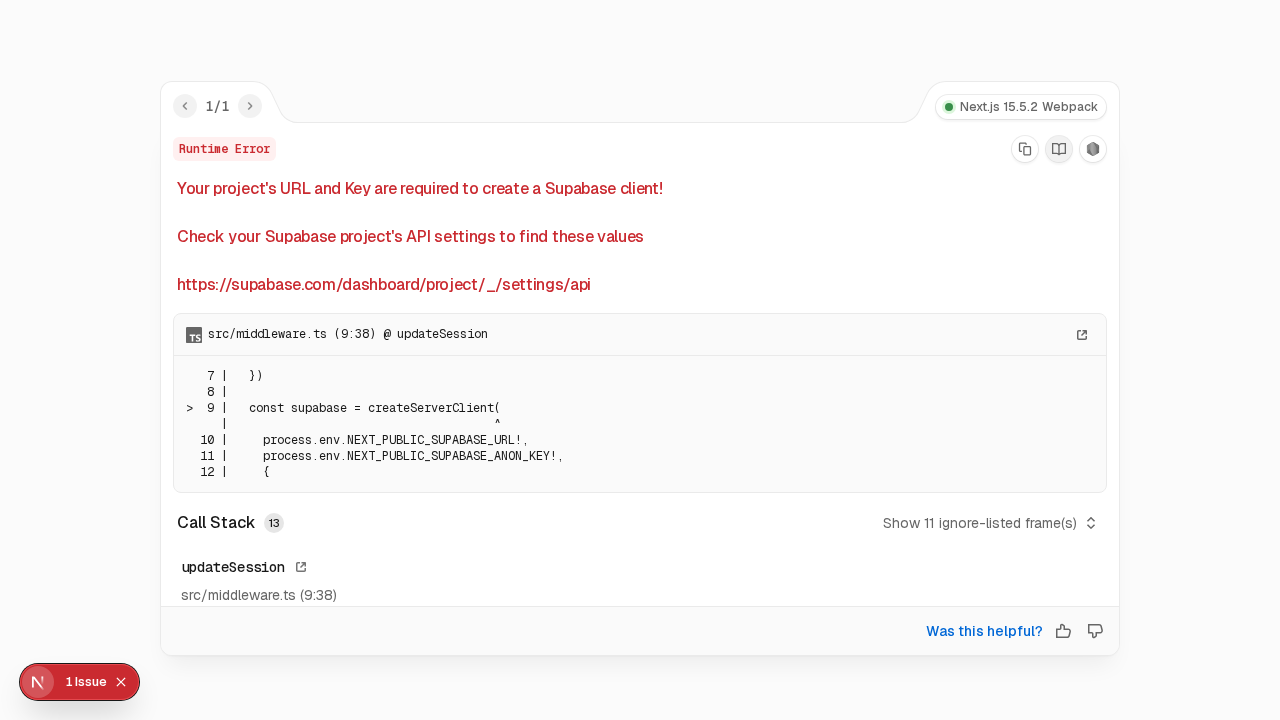 1/1
Next.js 15.5.2 Webpack
Runtime Error
Your project's URL and Key are required to create a Supabase client!
Check your Supabase project's API settings to find these values
https://supabase.com/dashboard/project/_/settings/api
TS src/middleware.ts (9:38) @ updateSession
7 |   })
8 |
>  9 |   const supabase = createServerClient(
|                                      ^
10 |     process.env.NEXT_PUBLIC_SUPABASE_URL!,
11 |     process.env.NEXT_PUBLIC_SUPABASE_ANON_KEY!,
12 |     {
Call Stack 13
Show 11 ignore-listed frame(s)
updateSession
src/middleware.ts (9:38)
Was this helpful?
N 1 Issue